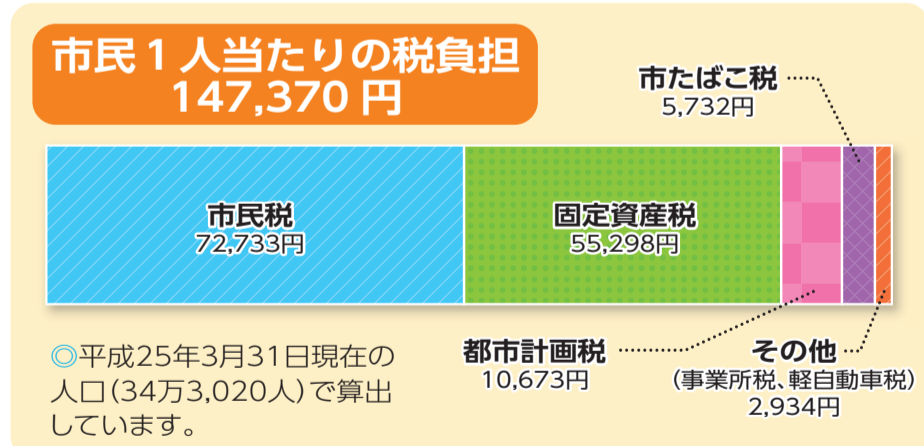 市民1人当たりの税負担
147,370円
市たばこ税
5,732円
市民税
72,733円
固定資産税
55,298円
都市計画税
10,673円
その他
(事業所税、軽自動車税)
2,934円
◎平成25年3月31日現在の
人口(34万3,020人)で算出
しています。